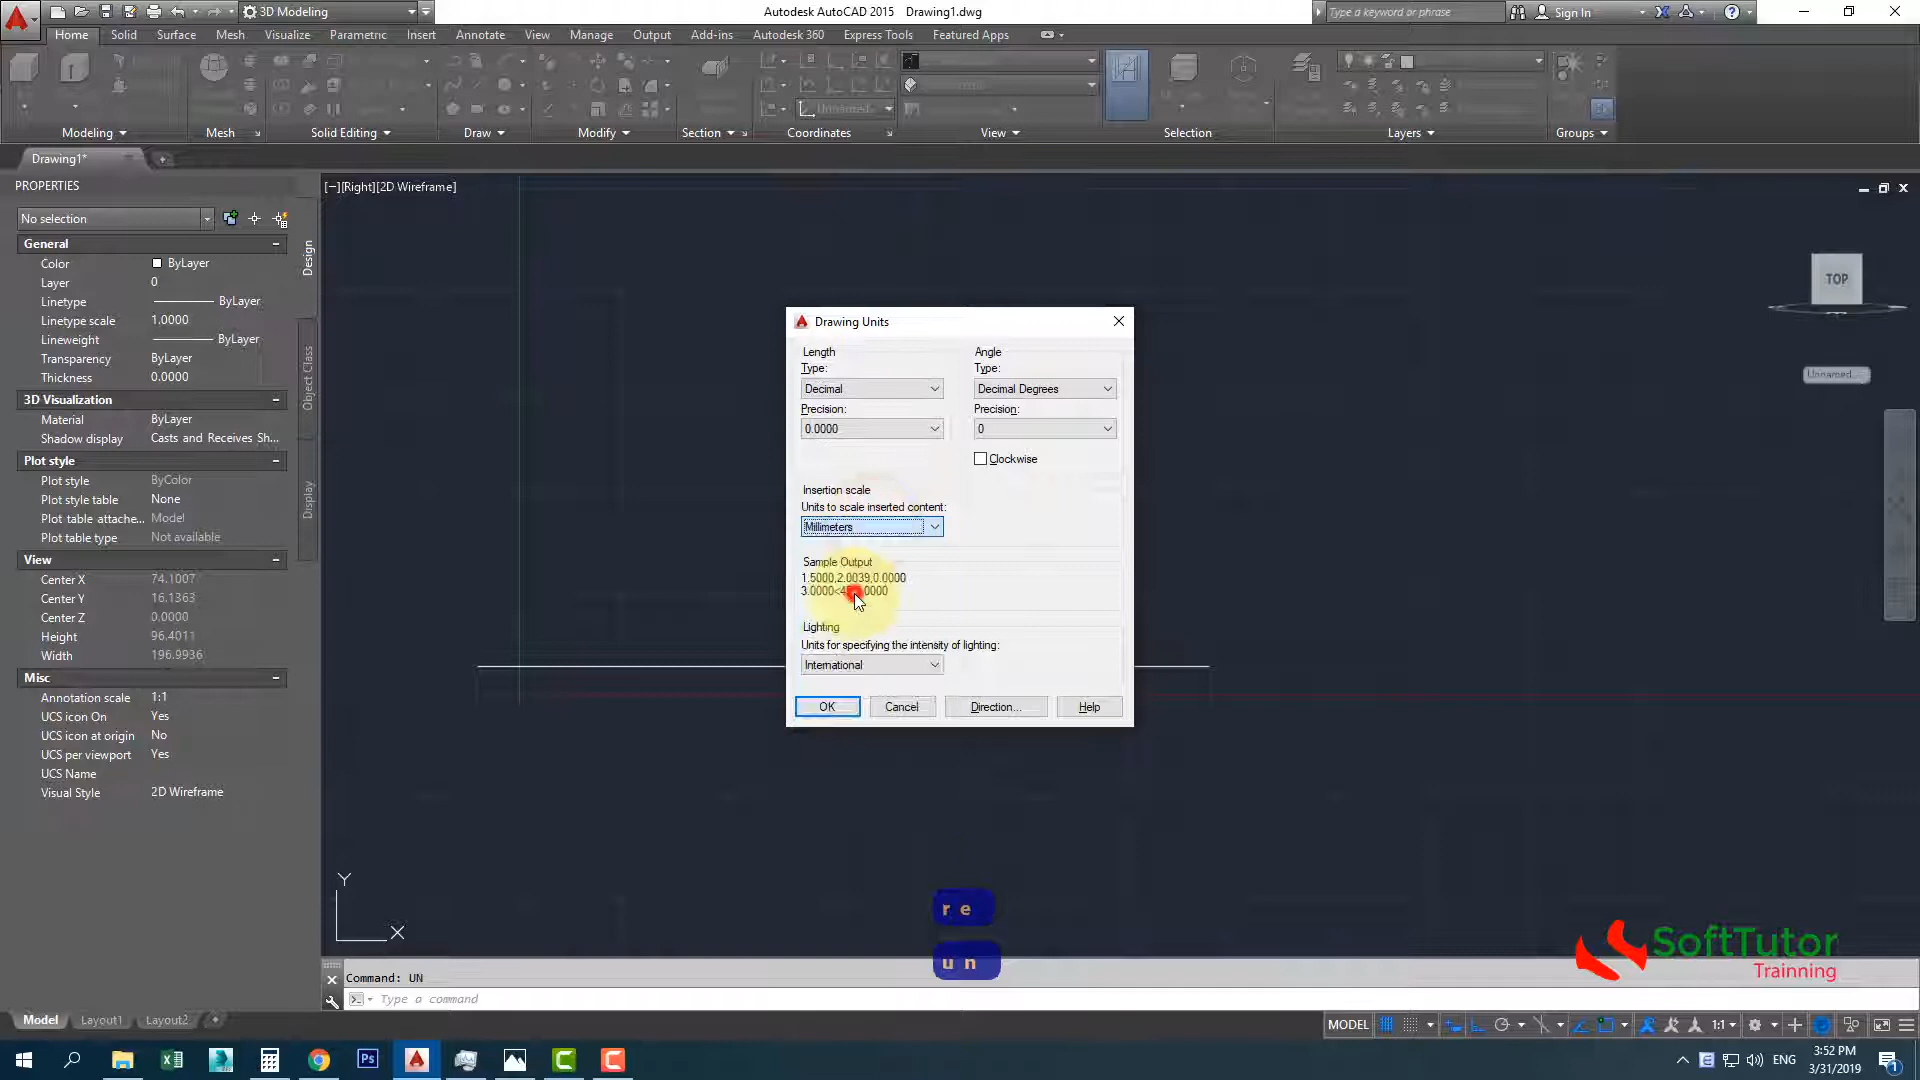 3D Modeling
Autodesk AutoCAD 2015 Drawing1.dwg
Type a keyword or phrase
Sign In
Home Solid Surface Mesh Visualize Parametric Insert Annotate View Manage Output Add-ins Autodesk 360 Express Tools Featured Apps
Unnamed
Modeling Mesh Solid Editing Draw Modify Section Coordinates View Selection Layers Groups
Drawing1*
PROPERTIES
[−][Right][2D Wireframe]
No selection
General
Color ByLayer
Layer 0
Linetype ByLayer
Linetype scale 1.0000
Lineweight ByLayer
Transparency ByLayer
Thickness 0.0000
3D Visualization
Material ByLayer
Shadow display Casts and Receives Sh...
Plot style
Plot style ByColor
Plot style table None
Plot table attache... Model
Plot table type Not available
View
Center X 74.1007
Center Y 16.1363
Center Z 0.0000
Height 96.4011
Width 196.9936
Misc
Annotation scale 1:1
UCS icon On Yes
UCS icon at origin No
UCS per viewport Yes
UCS Name
Visual Style 2D Wireframe
Design
Object Class
Display
Drawing Units
Length
Type:
Decimal
Precision:
0.0000
Angle
Type:
Decimal Degrees
Precision:
0
Clockwise
Insertion scale
Units to scale inserted content:
Millimeters
Sample Output
1.5000,2.0039,0.0000
Lighting
Units for specifying the intensity of lighting:
International
OK Cancel Direction... Help
TOP
Unnamed
Y
X
r e
u n
SoftTutor
Trainning
Command: UN
Type a command
Model Layout1 Layout2
MODEL
1:1
Ps
ENG
3:52 PM
3/31/2019
1